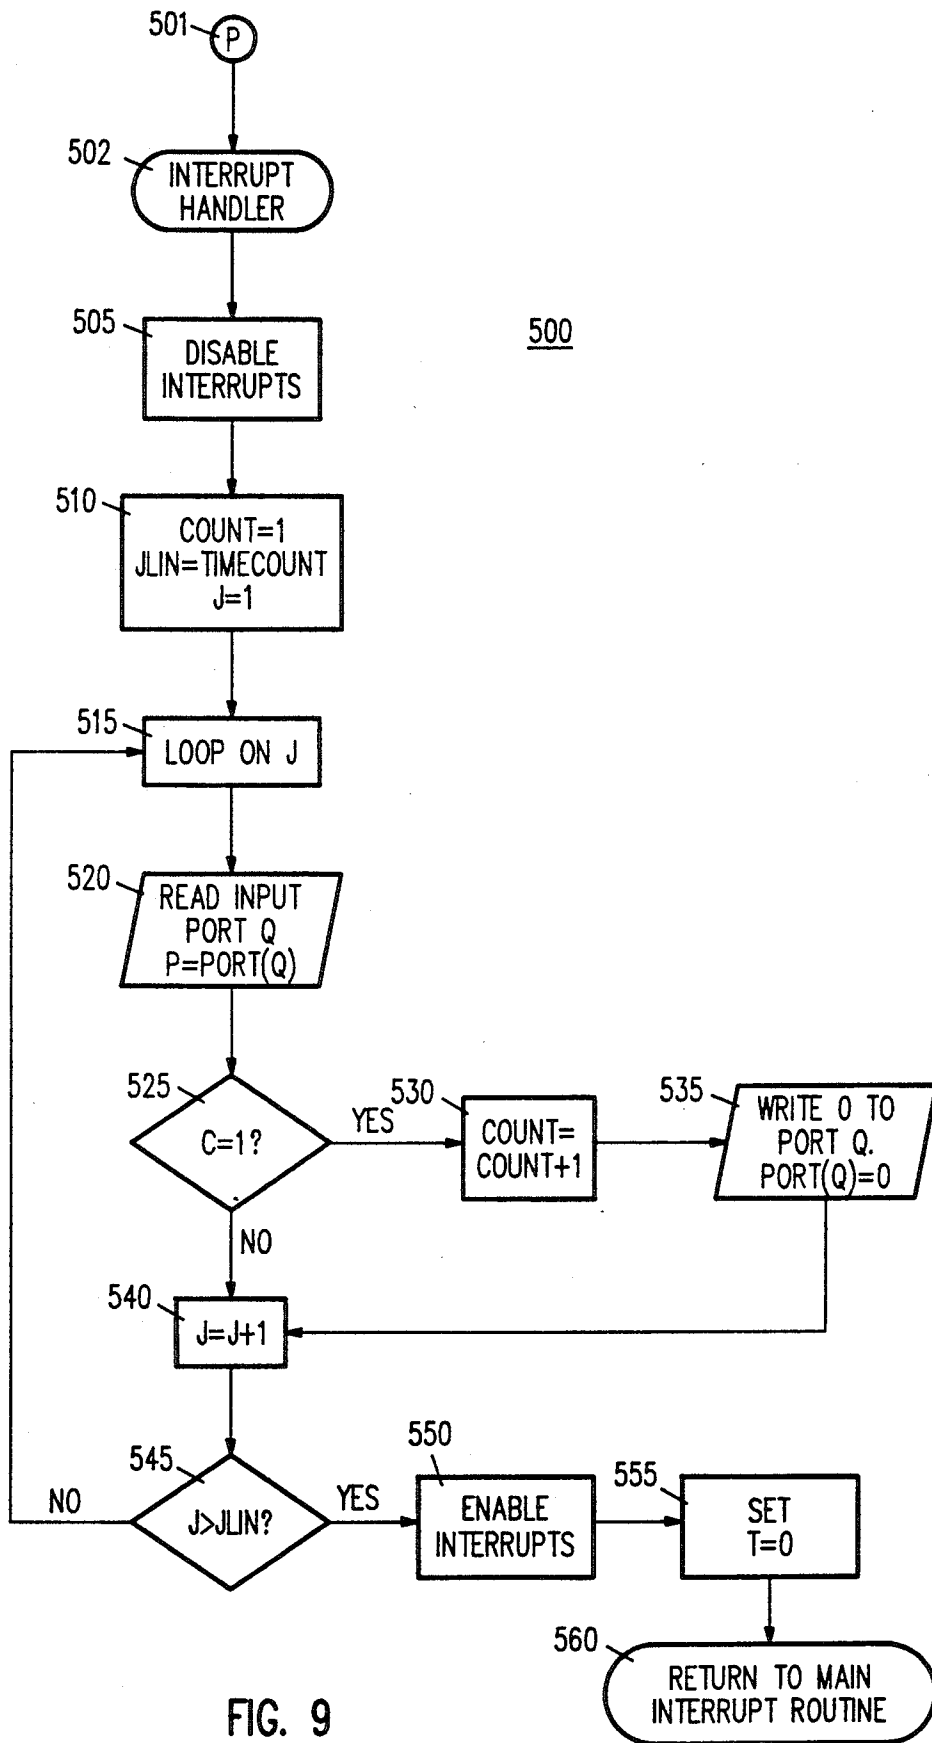 501
P
502
INTERRUPT
HANDLER
505
DISABLE
INTERRUPTS
500
510
COUNT=1
JLIN=TIMECOUNT
J=1
515
LOOP ON J
520
READ INPUT
PORT Q
P=PORT(Q)
525
C=1?
YES
530
COUNT=
COUNT+1
535
WRITE 0 TO
PORT Q.
PORT(Q)=0
NO
540
J=J+1
545
J>JLIN?
NO
YES
550
ENABLE
INTERRUPTS
555
SET
T=0
560
RETURN TO MAIN
INTERRUPT ROUTINE
FIG. 9